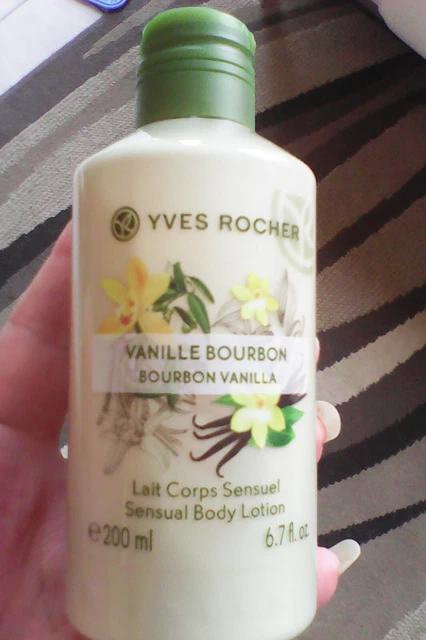 YVES ROCHER
VANILLE BOURBON
BOURBON VANILLA
Lait Corps Sensuel
Sensual Body Lotion
e 200 ml 6.7 fl. oz.